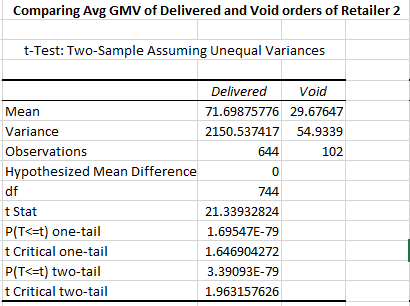 Comparing Avg GMV of Delivered and Void orders of Retailer 2
t-Test: Two-Sample Assuming Unequal Variances
Delivered Void
Mean 71.69875776 29.67647
Variance 2150.537417 54.9339
Observations 644 102
Hypothesized Mean Difference 0
df 744
t Stat 21.33932824
P(T<=t) one-tail 1.69547E-79
t Critical one-tail 1.646904272
P(T<=t) two-tail 3.39093E-79
t Critical two-tail 1.963157626